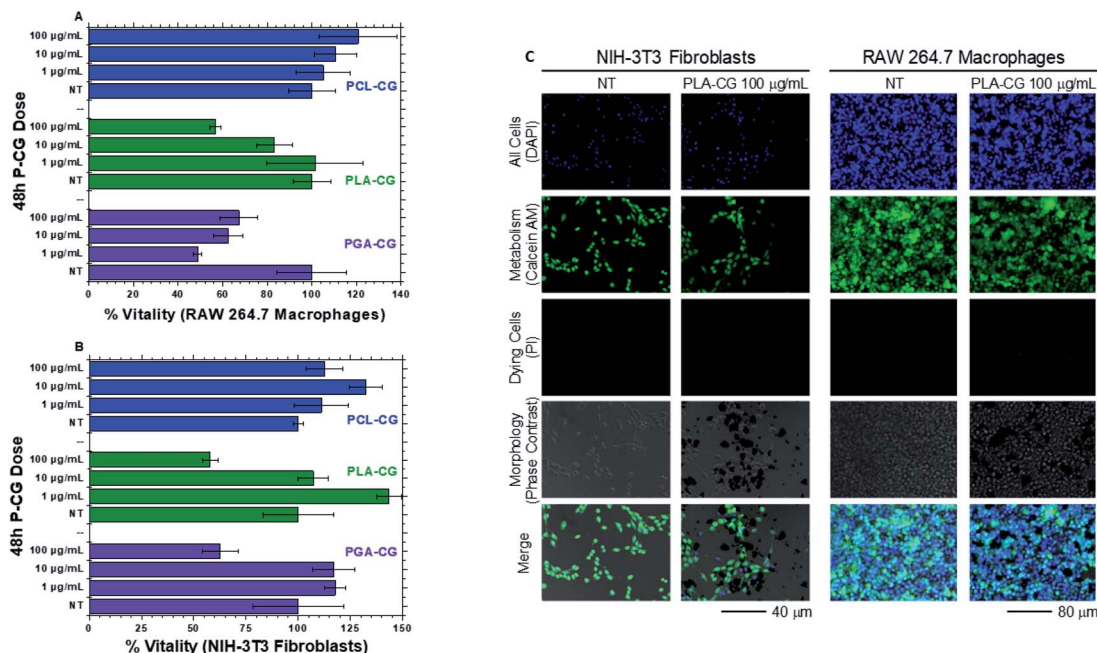 A
48h P-CG Dose
100 µg/mL
10 µg/mL
1 µg/mL
NT
PCL-CG
--
100 µg/mL
10 µg/mL
1 µg/mL
NT
PLA-CG
--
100 µg/mL
10 µg/mL
1 µg/mL
NT
PGA-CG
0 20 40 60 80 100 120 140
% Vitality (RAW 264.7 Macrophages)
B
48h P-CG Dose
100 µg/mL
10 µg/mL
1 µg/mL
NT
PCL-CG
--
100 µg/mL
10 µg/mL
1 µg/mL
NT
PLA-CG
--
100 µg/mL
10 µg/mL
1 µg/mL
NT
PGA-CG
0 25 50 75 100 125 150
% Vitality (NIH-3T3 Fibroblasts)
C
NIH-3T3 Fibroblasts RAW 264.7 Macrophages
NT PLA-CG 100 µg/mL NT PLA-CG 100 µg/mL
All Cells
(DAPI)
Metabolism
(Calcein AM)
Dying Cells
(PI)
Morphology
(Phase Contrast)
Merge
40 µm 80 µm